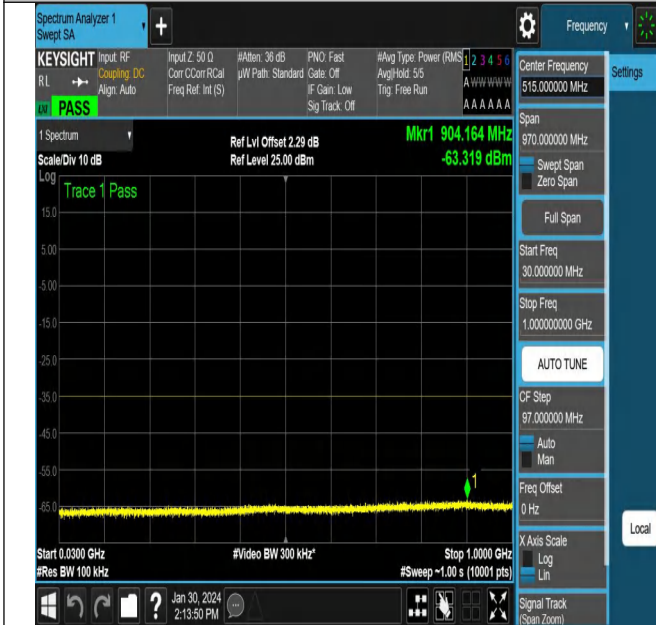 Spectrum Analyzer 1
Swept SA
+
Frequency
KEYSIGHT
Input: RF
Coupling: DC
Align: Auto
RL
LXI
PASS
Input Z: 50 Ω
Corr CCorr RCal
Freq Ref: Int (S)
#Atten: 36 dB
µW Path: Standard
PNO: Fast
Gate: Off
IF Gain: Low
Sig Track: Off
#Avg Type: Power (RMS
Avg|Hold: 5/5
Trig: Free Run
1 2 3 4 5 6
A W W W W W
A A A A A A
1 Spectrum
Scale/Div 10 dB
Ref Lvl Offset 2.29 dB
Ref Level 25.00 dBm
Mkr1 904.164 MHz
-63.319 dBm
Log
Trace 1 Pass
15.0
5.00
-5.00
-15.0
-25.0
-35.0
-45.0
-55.0
-65.0
1
Start 0.0300 GHz
#Res BW 100 kHz
#Video BW 300 kHz*
Stop 1.0000 GHz
#Sweep ~1.00 s (10001 pts)
?
Jan 30, 2024
2:13:50 PM
Center Frequency
515.000000 MHz
Span
970.000000 MHz
Swept Span
Zero Span
Full Span
Start Freq
30.000000 MHz
Stop Freq
1.000000000 GHz
AUTO TUNE
CF Step
97.000000 MHz
Auto
Man
Freq Offset
0 Hz
X Axis Scale
Log
Lin
Signal Track
(Span Zoom)
Settings
Local